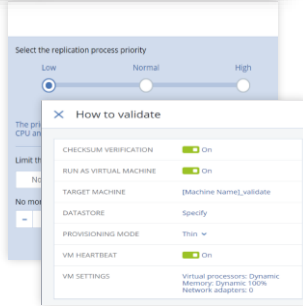 Select the replication process priority
Low Normal High
The pri
CPU an
Limit th
No
No mor
-
How to validate
CHECKSUM VERIFICATION On
RUN AS VIRTUAL MACHINE On
TARGET MACHINE [Machine Name]_validate
DATASTORE Specify
PROVISIONING MODE Thin
VM HEARTBEAT On
VM SETTINGS Virtual processors: Dynamic
Memory: Dynamic 100%
Network adapters: 0